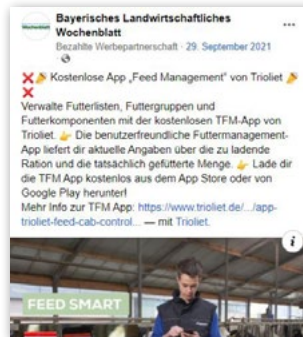 Bayerisches Landwirtschaftliches
Wochenblatt
Bezahlte Werbepartnerschaft · 29. September 2021
❌🎉 Kostenlose App „Feed Management" von Trioliet 🎉
❌
Verwalte Futterlisten, Futtergruppen und
Futterkomponenten mit der kostenlosen TFM-App von
Trioliet. 👉 Die benutzerfreundliche Futtermanagement-
App liefert dir aktuelle Angaben über die zu ladende
Ration und die tatsächlich gefütterte Menge. 👉 Lade dir
die TFM App kostenlos aus dem App Store oder von
Google Play herunter!
Mehr Info zur TFM App: https://www.trioliet.de/.../app-
trioliet-feed-cab-control... — mit Trioliet.
FEED SMART